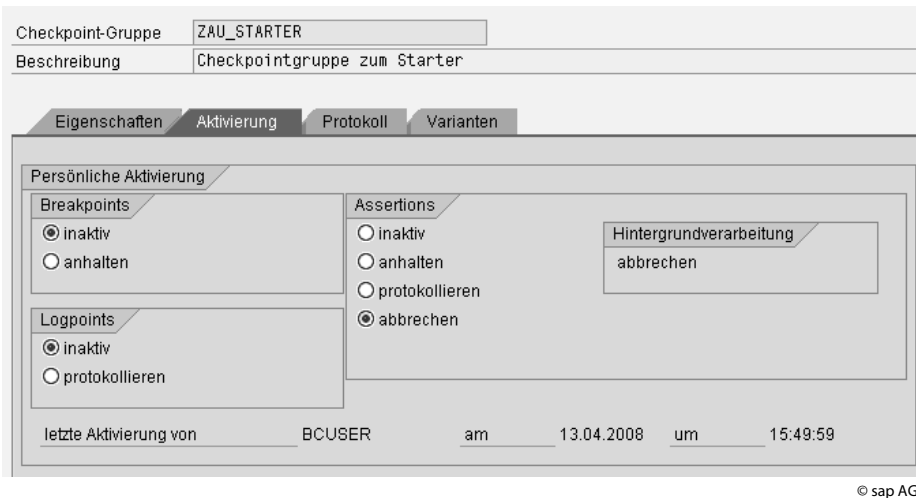 Checkpoint-Gruppe ZAU_STARTER
Beschreibung Checkpointgruppe zum Starter
Eigenschaften Aktivierung Protokoll Varianten
Persönliche Aktivierung
Breakpoints
inaktiv
anhalten
Logpoints
inaktiv
protokollieren
Assertions
inaktiv
anhalten
protokollieren
abbrechen
Hintergrundverarbeitung
abbrechen
letzte Aktivierung von BCUSER am 13.04.2008 um 15:49:59
© sap AG